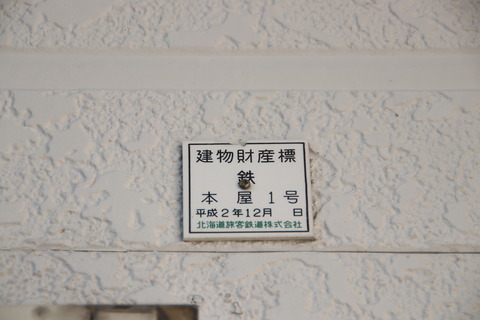 建物財産標
鉄
本屋1号
平成2年12月 日
北海道旅客鉄道株式会社